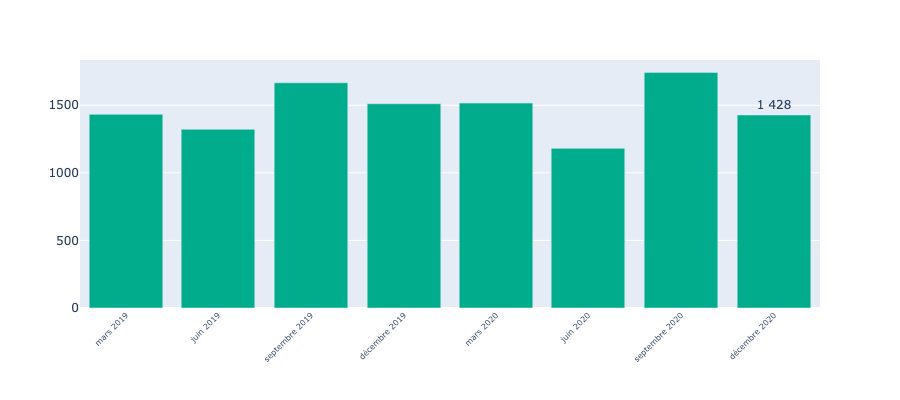 1500
1000
500
0
1 428
mars 2019
juin 2019
septembre 2019
décembre 2019
mars 2020
juin 2020
septembre 2020
décembre 2020